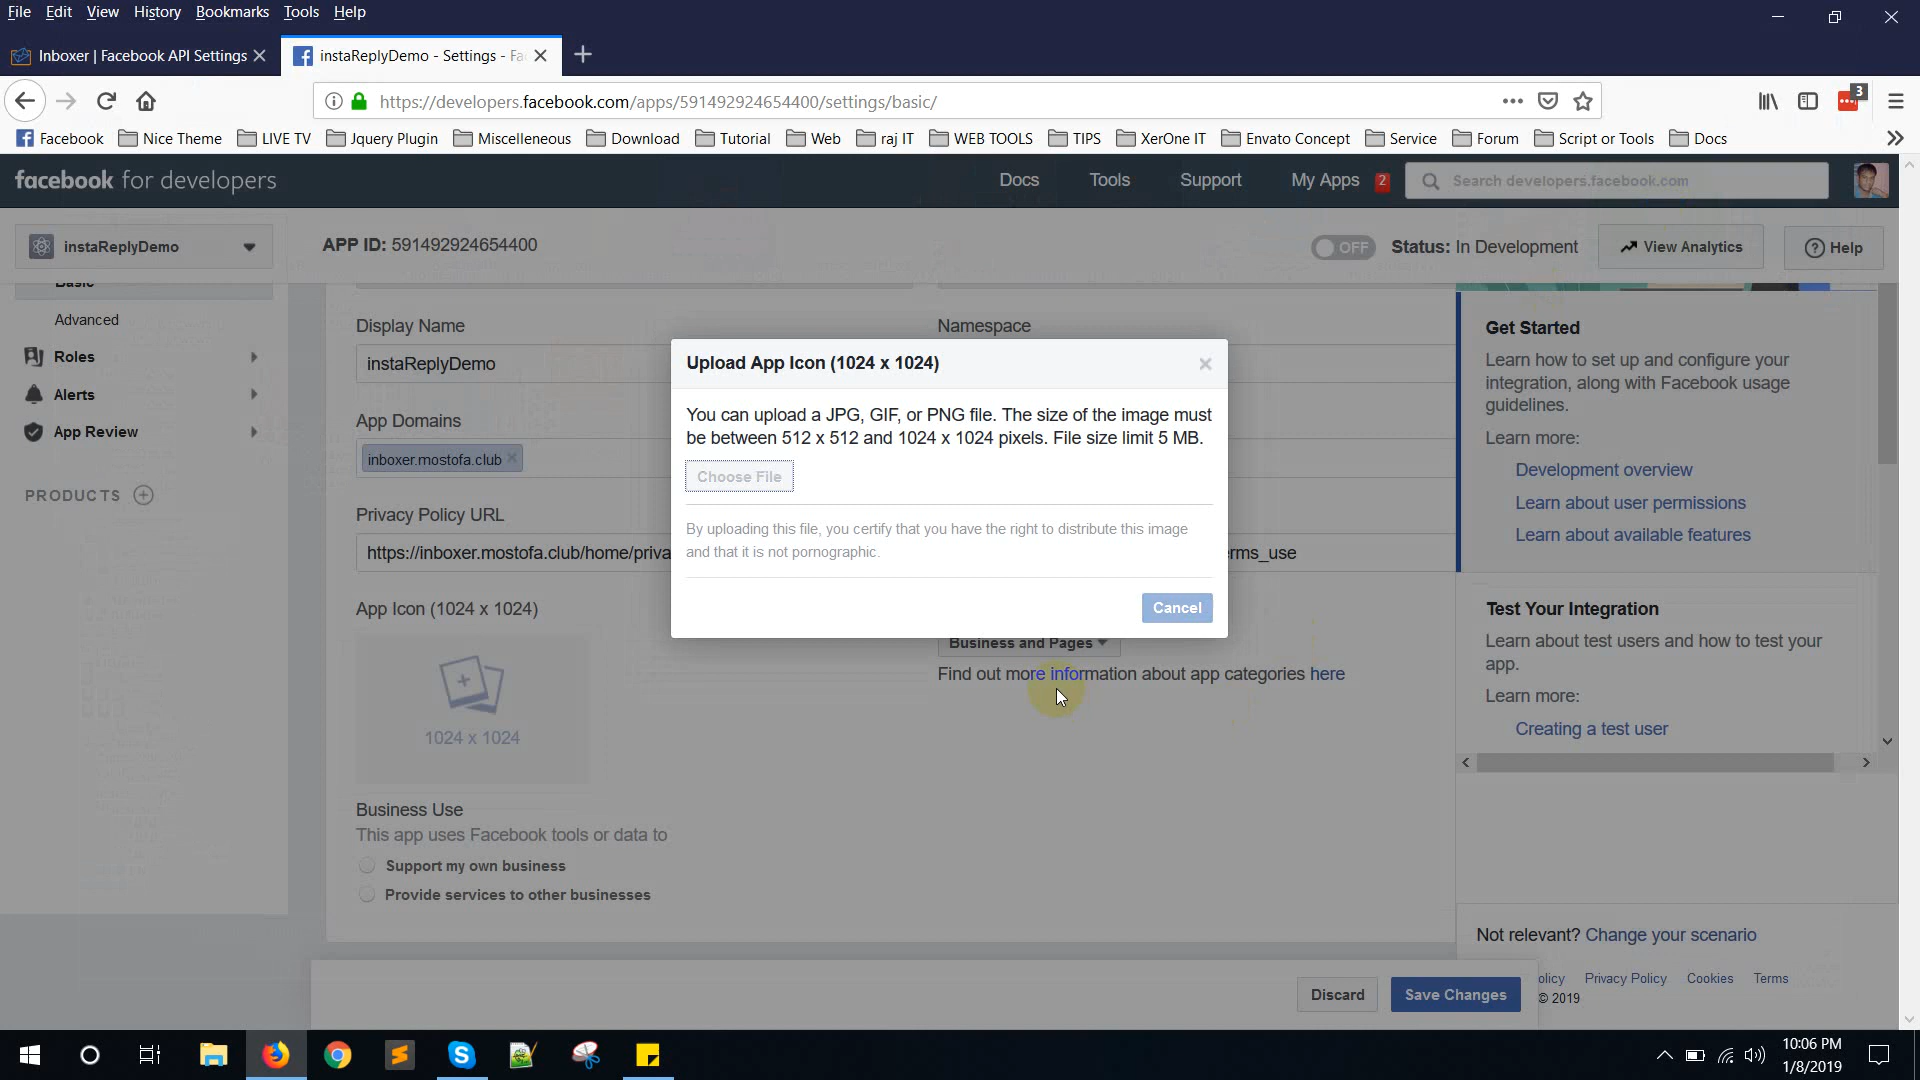 File Edit View History Bookmarks Tools Help
Inboxer | Facebook API Settings
instaReplyDemo - Settings - Fa
https://developers.facebook.com/apps/591492924654400/settings/basic/
3
Facebook Nice Theme LIVE TV Jquery Plugin Miscelleneous Download Tutorial Web raj IT WEB TOOLS TIPS XerOne IT Envato Concept Service Forum Script or Tools Docs
facebook for developers
Docs Tools Support My Apps 2 Search developers.facebook.com
instaReplyDemo
APP ID: 591492924654400
OFF Status: In Development View Analytics Help
Basic
Advanced
Roles
Alerts
App Review
PRODUCTS
Display Name
instaReplyDemo
Namespace
App Domains
inboxer.mostofa.club
Privacy Policy URL
https://inboxer.mostofa.club/home/priva
rms_use
App Icon (1024 x 1024)
1024 x 1024
Business and Pages
Find out more information about app categories here
Business Use
This app uses Facebook tools or data to
Support my own business
Provide services to other businesses
Upload App Icon (1024 x 1024)
You can upload a JPG, GIF, or PNG file. The size of the image must
be between 512 x 512 and 1024 x 1024 pixels. File size limit 5 MB.
Choose File
By uploading this file, you certify that you have the right to distribute this image
and that it is not pornographic.
Cancel
Get Started
Learn how to set up and configure your
integration, along with Facebook usage
guidelines.
Learn more:
Development overview
Learn about user permissions
Learn about available features
Test Your Integration
Learn about test users and how to test your
app.
Learn more:
Creating a test user
Not relevant? Change your scenario
olicy Privacy Policy Cookies Terms
© 2019
Discard Save Changes
10:06 PM
1/8/2019